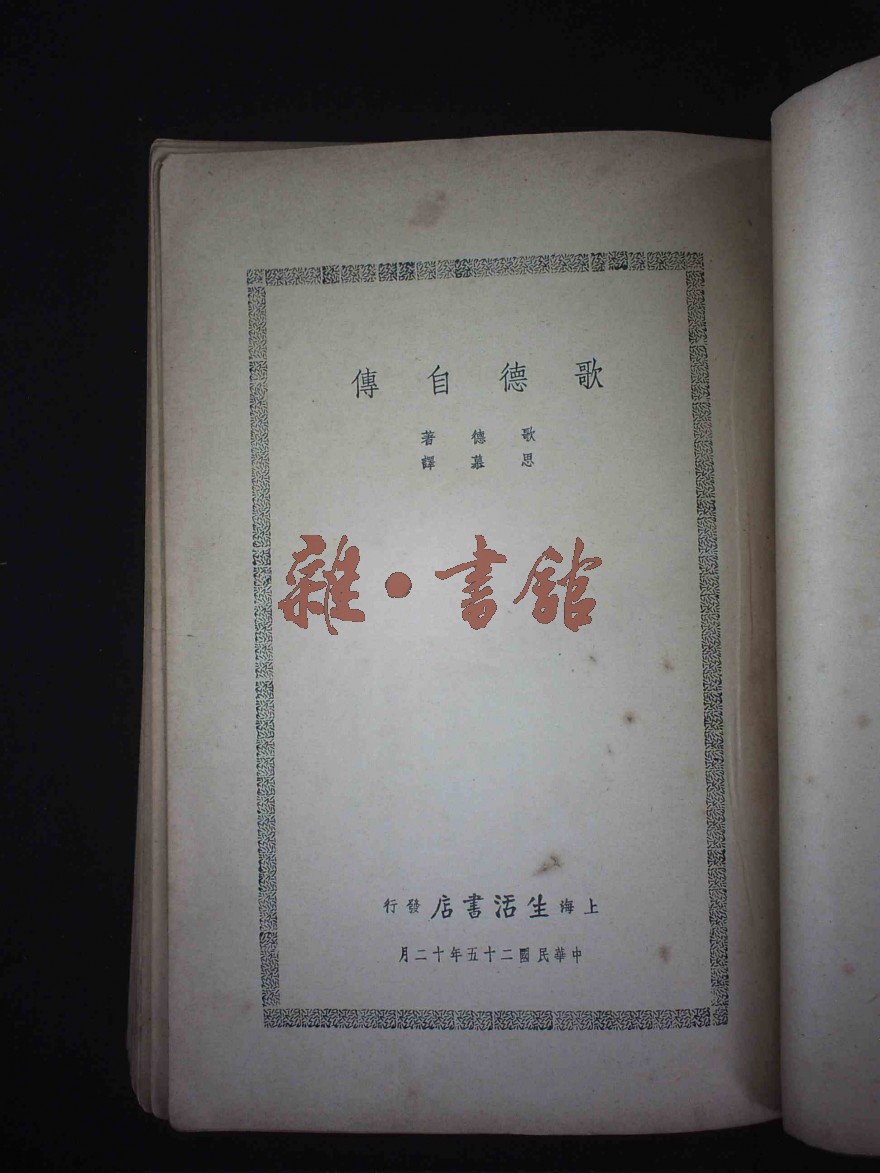 歌德自傳
歌德著
思慕譯
雜·書館
上海生活書店發行
中華民國二十五年十二月